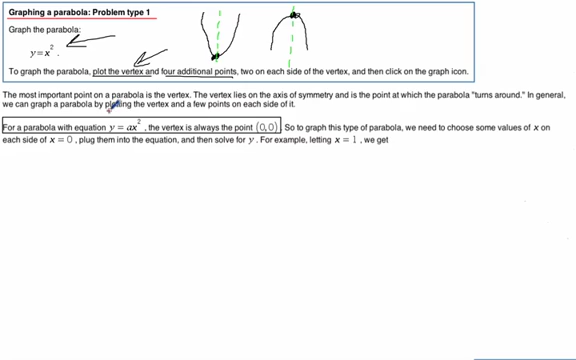 Graphing a parabola: Problem type 1
Graph the parabola:
y=x² .
To graph the parabola, plot the vertex and four additional points, two on each side of the vertex, and then click on the graph icon.
The most important point on a parabola is the vertex. The vertex lies on the axis of symmetry and is the point at which the parabola "turns around." In general,
we can graph a parabola by plotting the vertex and a few points on each side of it.
For a parabola with equation y = ax² , the vertex is always the point (0,0). So to graph this type of parabola, we need to choose some values of x on
each side of x = 0 , plug them into the equation, and then solve for y . For example, letting x = 1 , we get